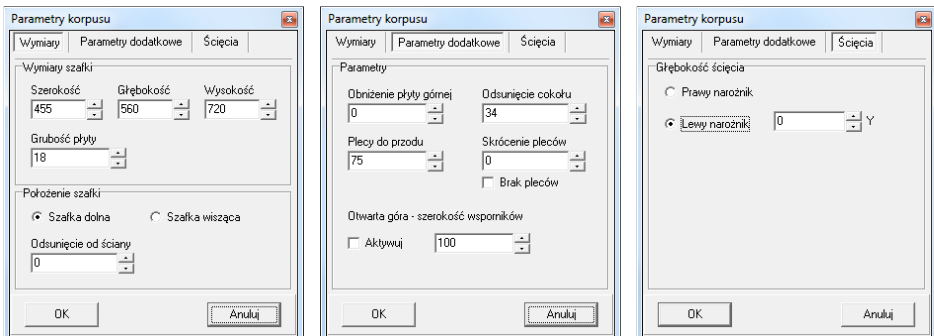 Parametry korpusu
Wymiary Parametry dodatkowe Ścięcia
Wymiary szafki
Szerokość Głębokość Wysokość
455 560 720
Grubość płyty
18
Położenie szafki
Szafka dolna Szafka wisząca
Odsunięcie od ściany
0
OK Anuluj
Parametry korpusu
Wymiary Parametry dodatkowe Ścięcia
Parametry
Obniżenie płyty górnej Odsunięcie cokołu
0 34
Plecy do przodu Skrócenie pleców
75 0
Brak pleców
Otwarta góra - szerokość wsporników
Aktywuj 100
OK Anuluj
Parametry korpusu
Wymiary Parametry dodatkowe Ścięcia
Głębokość ścięcia
Prawy narożnik
Lewy narożnik 0 Y
OK Anuluj